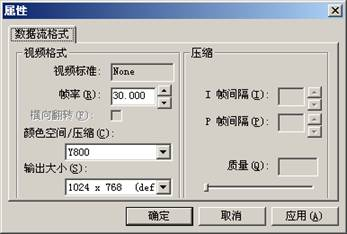 属性
数据流格式
视频格式
视频标准: None
帧率(R): 30.000
横向翻转(F):
颜色空间/压缩(C):
Y800
输出大小(S):
1024 x 768 (def
压缩
I 帧间隔(I):
P 帧间隔(F):
质量(Q):
确定
取消
应用(A)